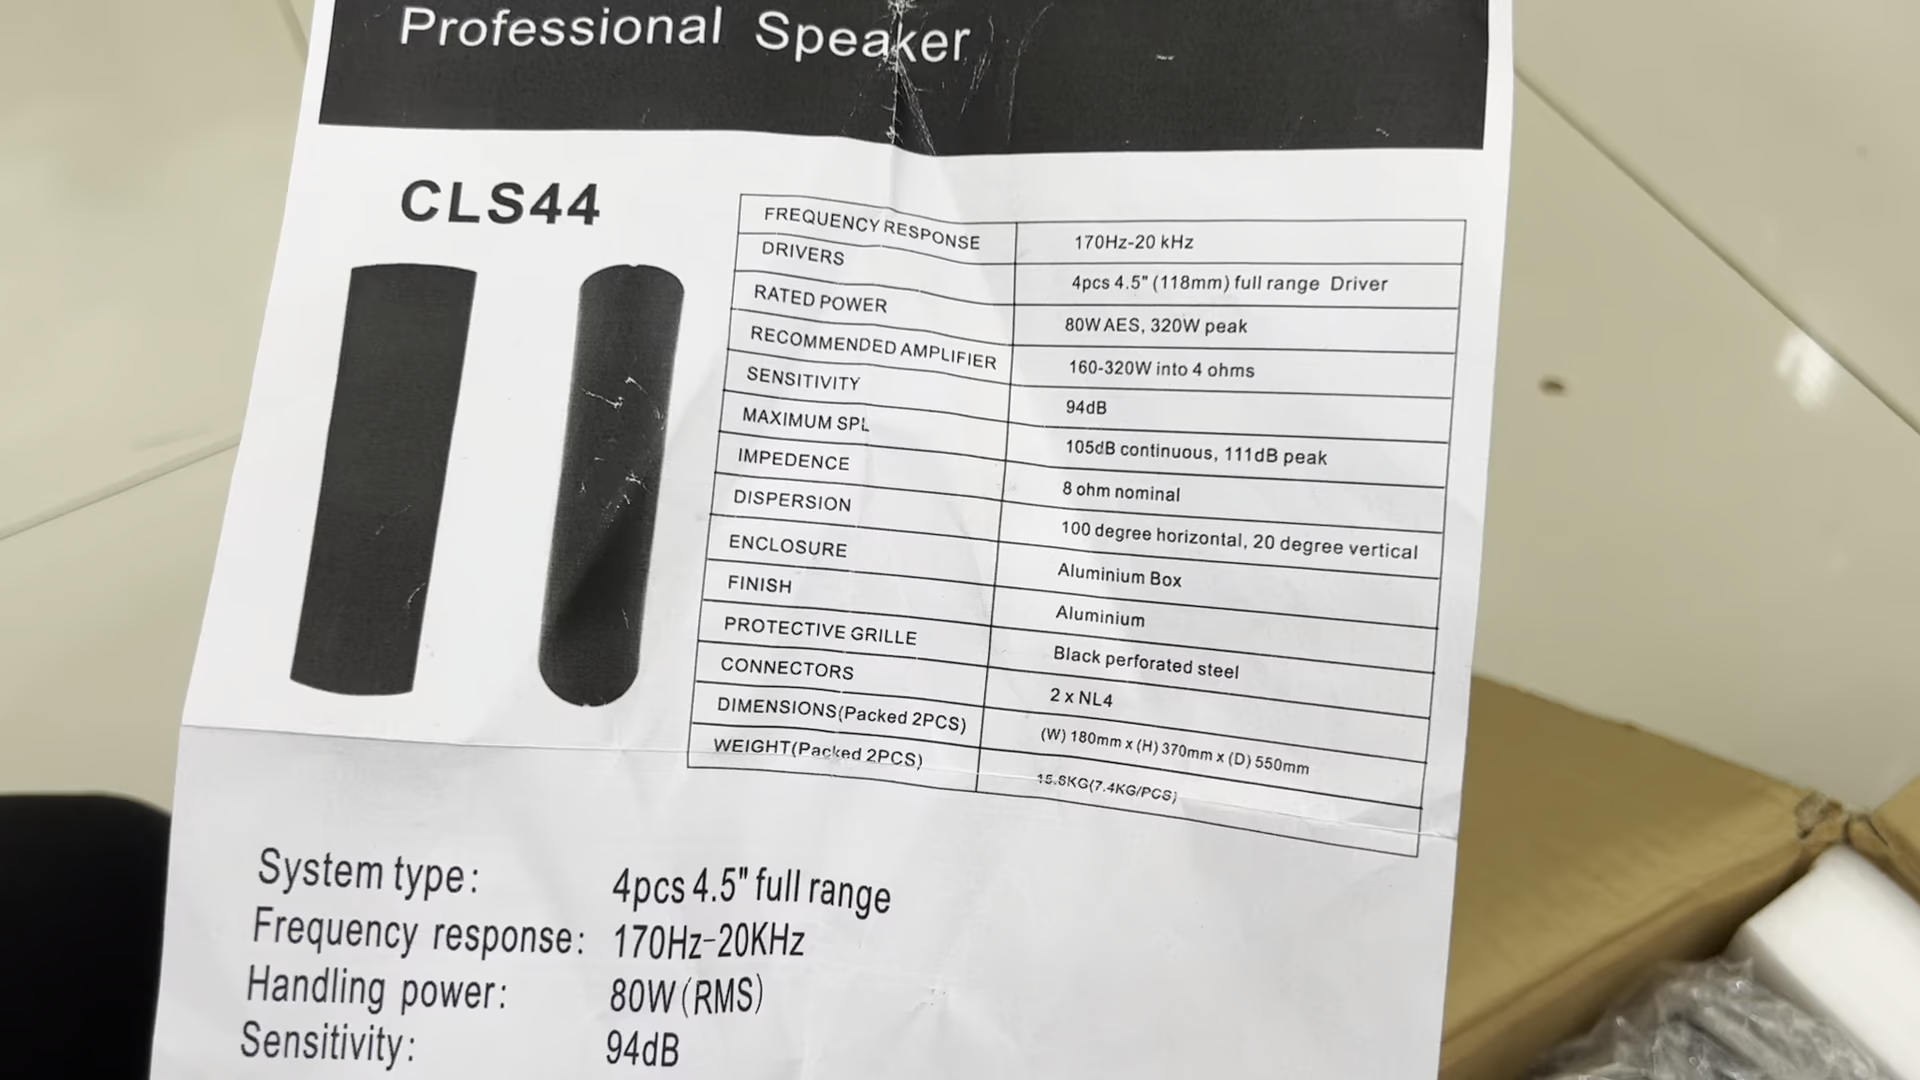 Professional Speaker
CLS44
FREQUENCY RESPONSE 170Hz-20 kHz
DRIVERS 4pcs 4.5" (118mm) full range Driver
RATED POWER 80W AES, 320W peak
RECOMMENDED AMPLIFIER 160-320W into 4 ohms
SENSITIVITY 94dB
MAXIMUM SPL 105dB continuous, 111dB peak
IMPEDENCE 8 ohm nominal
DISPERSION 100 degree horizontal, 20 degree vertical
ENCLOSURE Aluminium Box
FINISH Aluminium
PROTECTIVE GRILLE Black perforated steel
CONNECTORS 2 x NL4
DIMENSIONS(Packed 2PCS) (W) 180mm x (H) 370mm x (D) 550mm
WEIGHT(Packed 2PCS) (7.4KG/PCS)
System type: 4pcs 4.5" full range
Frequency response: 170Hz-20KHz
Handling power: 80W(RMS)
Sensitivity: 94dB